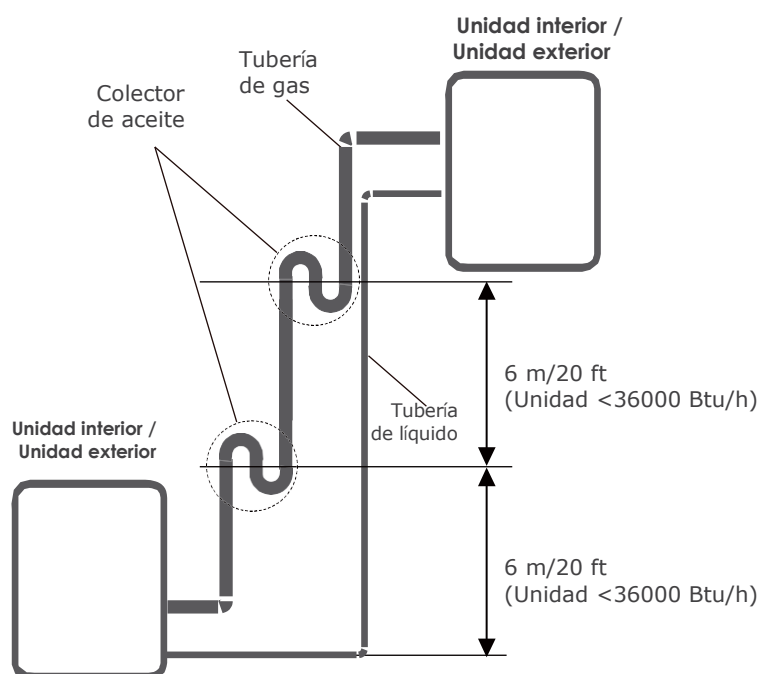 Unidad interior /
Unidad exterior
Tubería
de gas
Colector
de aceite
6 m/20 ft
(Unidad <36000 Btu/h)
Tubería
de líquido
Unidad interior /
Unidad exterior
6 m/20 ft
(Unidad <36000 Btu/h)